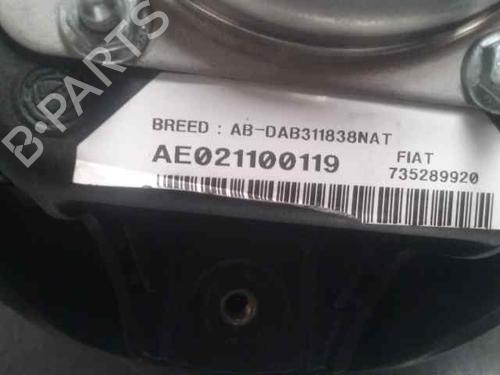 B-PARTS
BREED : AB-DAB311838NAT
AE021100119
FIAT
735289920